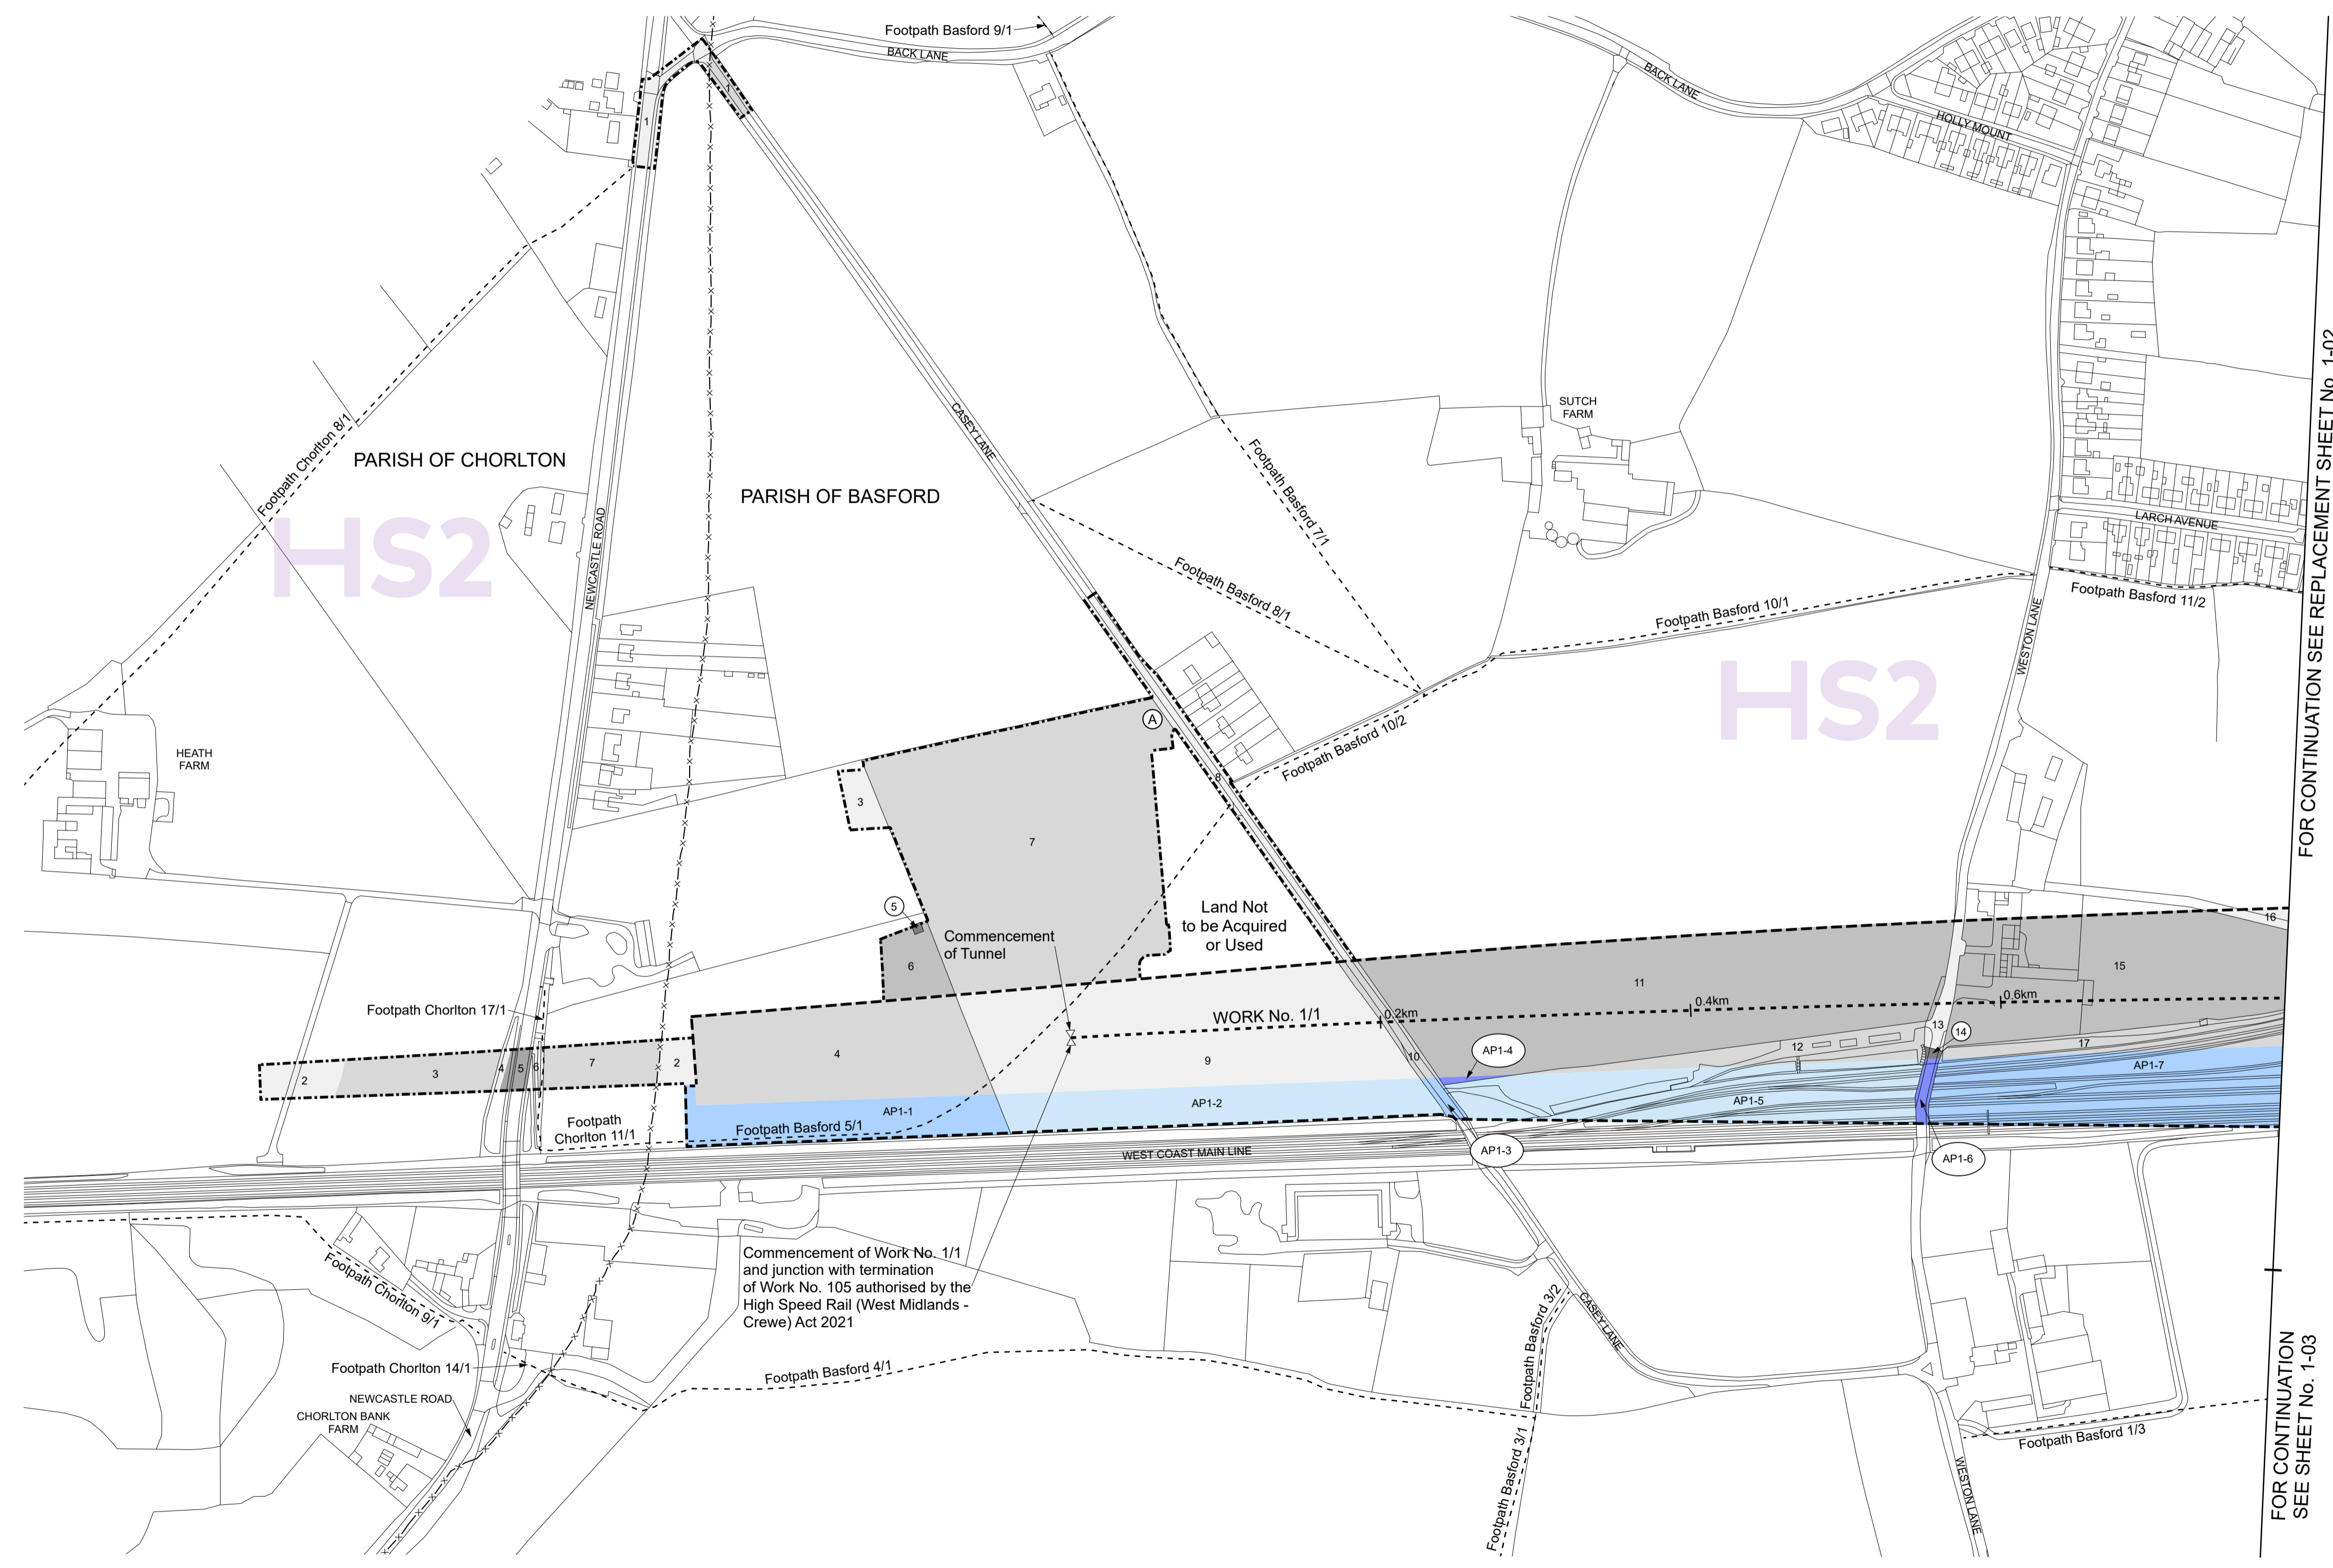 Footpath Basford 9/1
BACK LANE
BACK LANE
HOLLY MOUNT
1
1
Footpath Chorlton 8/1
PARISH OF CHORLTON
PARISH OF BASFORD
CASEY LANE
NEWCASTLE ROAD
Footpath Basford 7/1
SUTCH
FARM
FOR CONTINUATION SEE REPLACEMENT SHEET No. 1-02
LARCH AVENUE
HS2
Footpath Basford 8/1
Footpath Basford 10/1
Footpath Basford 11/2
WESTON LANE
HS2
HEATH
FARM
A
Footpath Basford 10/2
8
3
7
5
Commencement
of Tunnel
Land Not
to be Acquired
or Used
6
16
15
11
0.6km
0.4km
0.2km
Footpath Chorlton 17/1
WORK No. 1/1
13
14
17
12
10
AP1-4
2
3
4
5
6
7
2
4
9
AP1-7
AP1-1
AP1-2
AP1-5
Footpath
Chorlton 11/1
Footpath Basford 5/1
WEST COAST MAIN LINE
AP1-3
AP1-6
Commencement of Work No. 1/1
and junction with termination
of Work No. 105 authorised by the
High Speed Rail (West Midlands -
Crewe) Act 2021
Footpath Chorlton 9/1
Footpath Chorlton 14/1
Footpath Basford 4/1
Footpath Basford 3/2
CASEY LANE
NEWCASTLE ROAD
CHORLTON BANK
FARM
Footpath Basford 3/1
Footpath Basford 1/3
WESTON LANE
FOR CONTINUATION
SEE SHEET No. 1-03